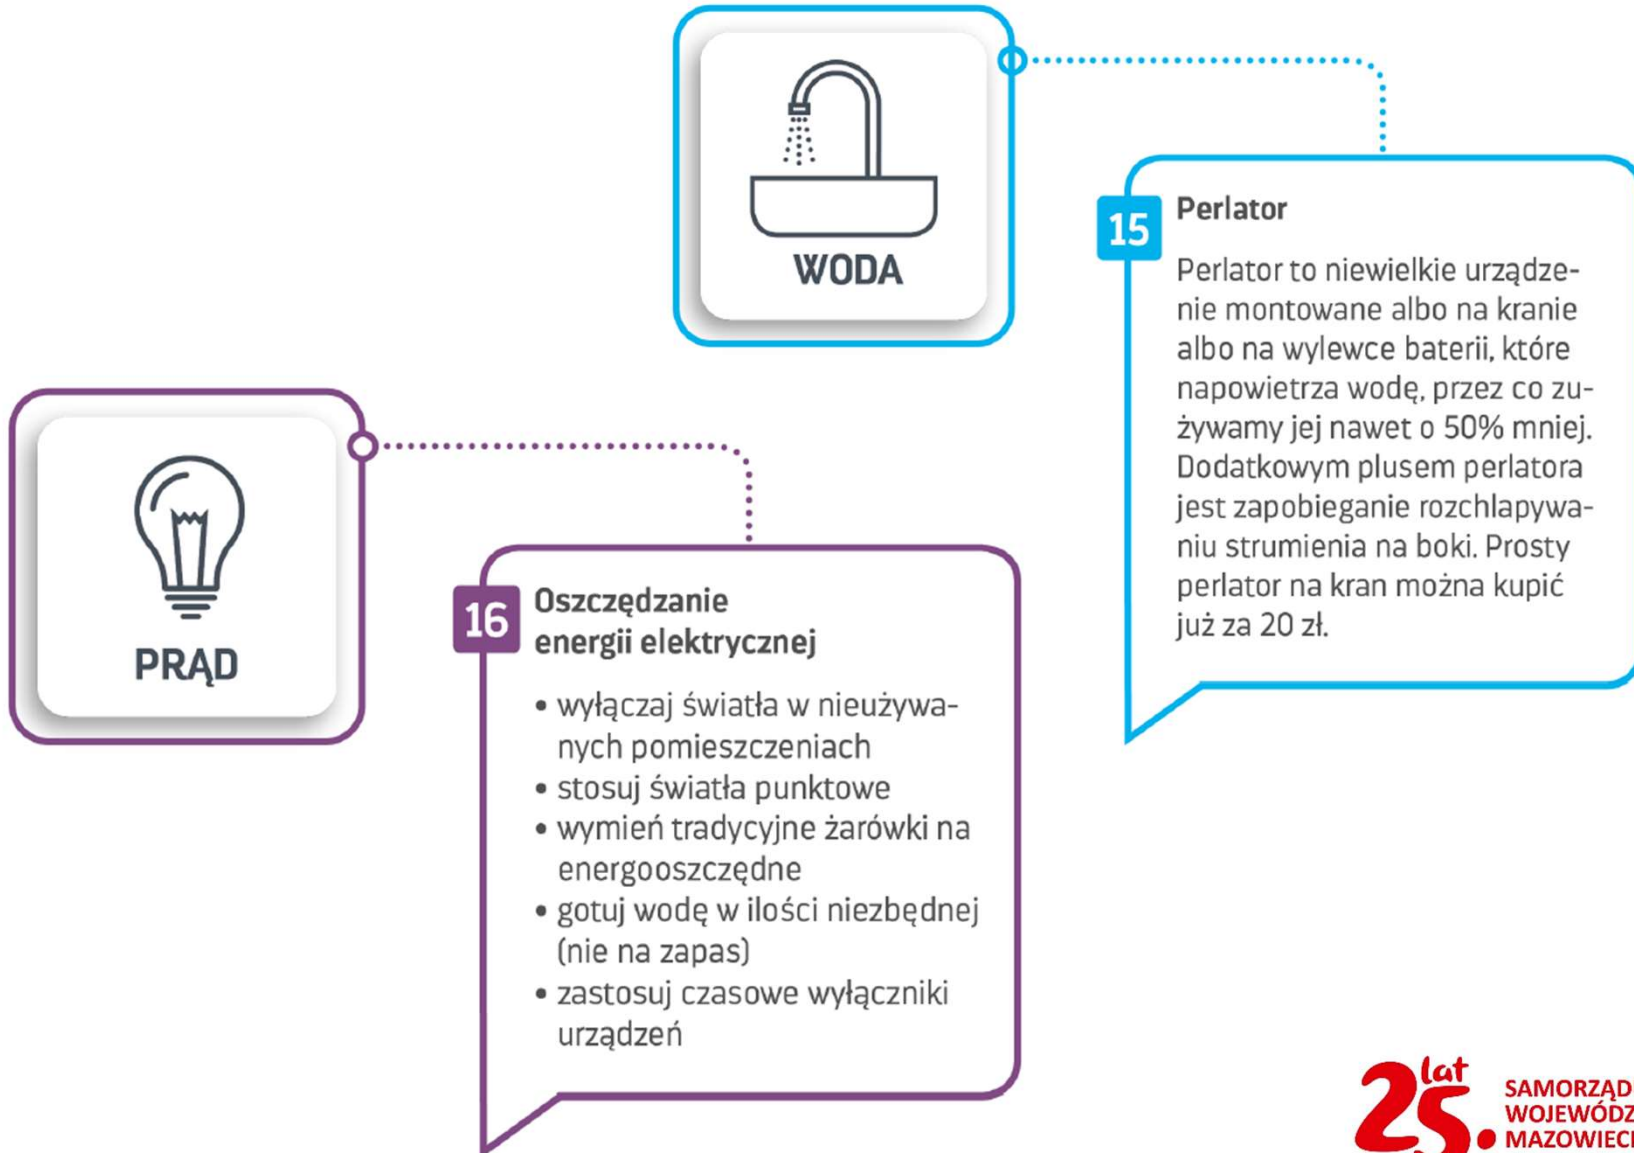 WODA
15
Perlator
Perlator to niewielkie urządze-
nie montowane albo na kranie
albo na wylewce baterii, które
napowietrza wodę, przez co zu-
żywamy jej nawet o 50% mniej.
Dodatkowym plusem perlatora
jest zapobieganie rozchlapywa-
niu strumienia na boki. Prosty
perlator na kran można kupić
już za 20 zł.
PRĄD
16
Oszczędzanie
energii elektrycznej
• wyłączaj światła w nieużywa-
nych pomieszczeniach
• stosuj światła punktowe
• wymień tradycyjne żarówki na
energooszczędne
• gotuj wodę w ilości niezbędnej
(nie na zapas)
• zastosuj czasowe wyłączniki
urządzeń
25 lat
SAMORZĄD